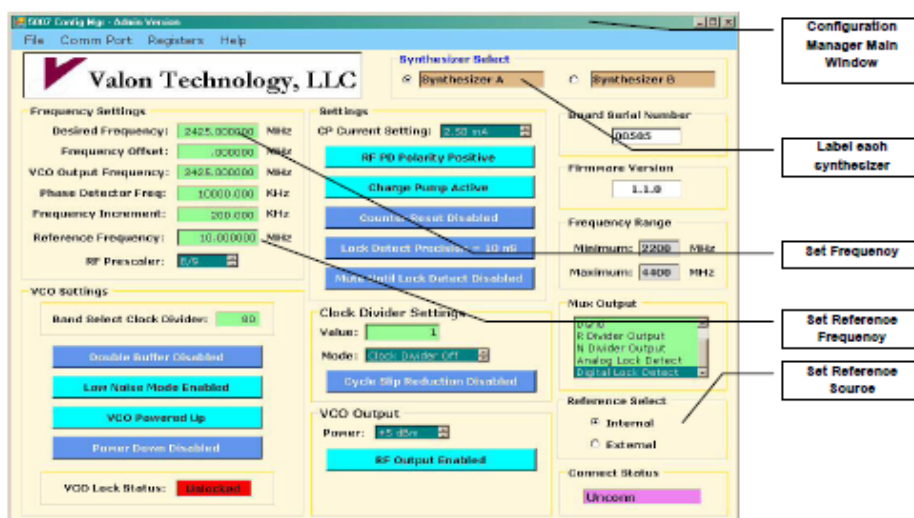 5007 Config Mgr - Admin Version
File Comm Port Registers Help
Valon Technology, LLC
Synthesizer Select
Synthesizer A
Synthesizer B
Frequency Settings
Desired Frequency: 2425.000000 MHz
Frequency Offset: .000000 MHz
VCO Output Frequency: 2425.000000 MHz
Phase Detector Freq: 10000.000 KHz
Frequency Increment: 200.000 KHz
Reference Frequency: 10.000000 MHz
RF Prescaler: 8/9
VCO Settings
Band Select Clock Divider: 80
Double Buffer Disabled
Low Noise Mode Enabled
VCO Powered Up
Power Down Disabled
VCO Lock Status: Unlocked
Settings
CP Current Setting: 2.50 mA
RF PD Polarity Positive
Charge Pump Active
Counter Reset Disabled
Lock Detect Precision = 10 nS
Mute Until Lock Detect Disabled
Clock Divider Settings
Value: 1
Mode: Clock Divider Off
Cycle Slip Reduction Disabled
VCO Output
Power: +5 dBm
RF Output Enabled
Board Serial Number
00505
Firmware Version
1.1.0
Frequency Range
Minimum: 2200 MHz
Maximum: 4400 MHz
Mux Output
R Divider Output
N Divider Output
Analog Lock Detect
Digital Lock Detect
Reference Select
Internal
External
Connect Status
Unconn
Configuration
Manager Main
Window
Label each
synthesizer
Set Frequency
Set Reference
Frequency
Set Reference
Source